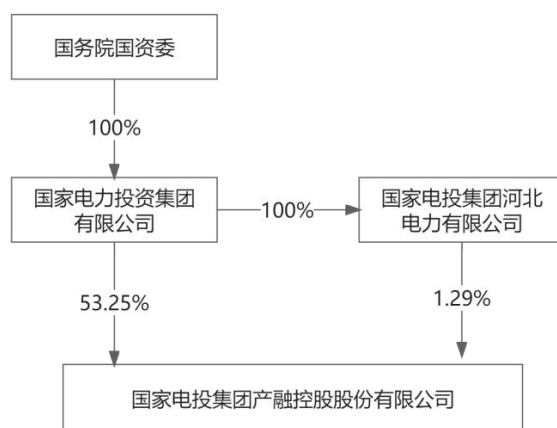 国务院国资委
100%
国家电力投资集团
有限公司
100%
国家电投集团河北
电力有限公司
53.25%
1.29%
国家电投集团产融控股股份有限公司